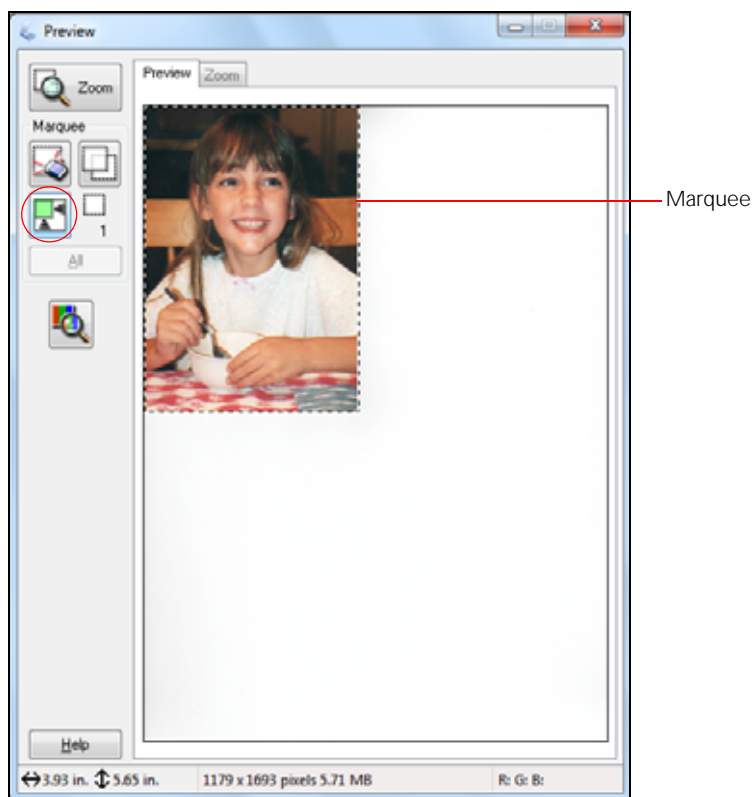 Preview
Zoom
Preview Zoom
Marquee
1
All
Marquee
Help
3.93 in. 5.65 in. 1179 x 1693 pixels 5.71 MB R: G: B: